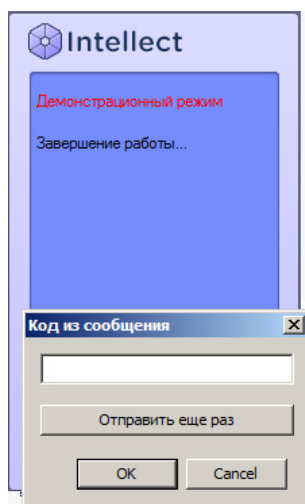 Intellect
Демонстрационный режим
Завершение работы...
Код из сообщения
Отправить еще раз
OK
Cancel